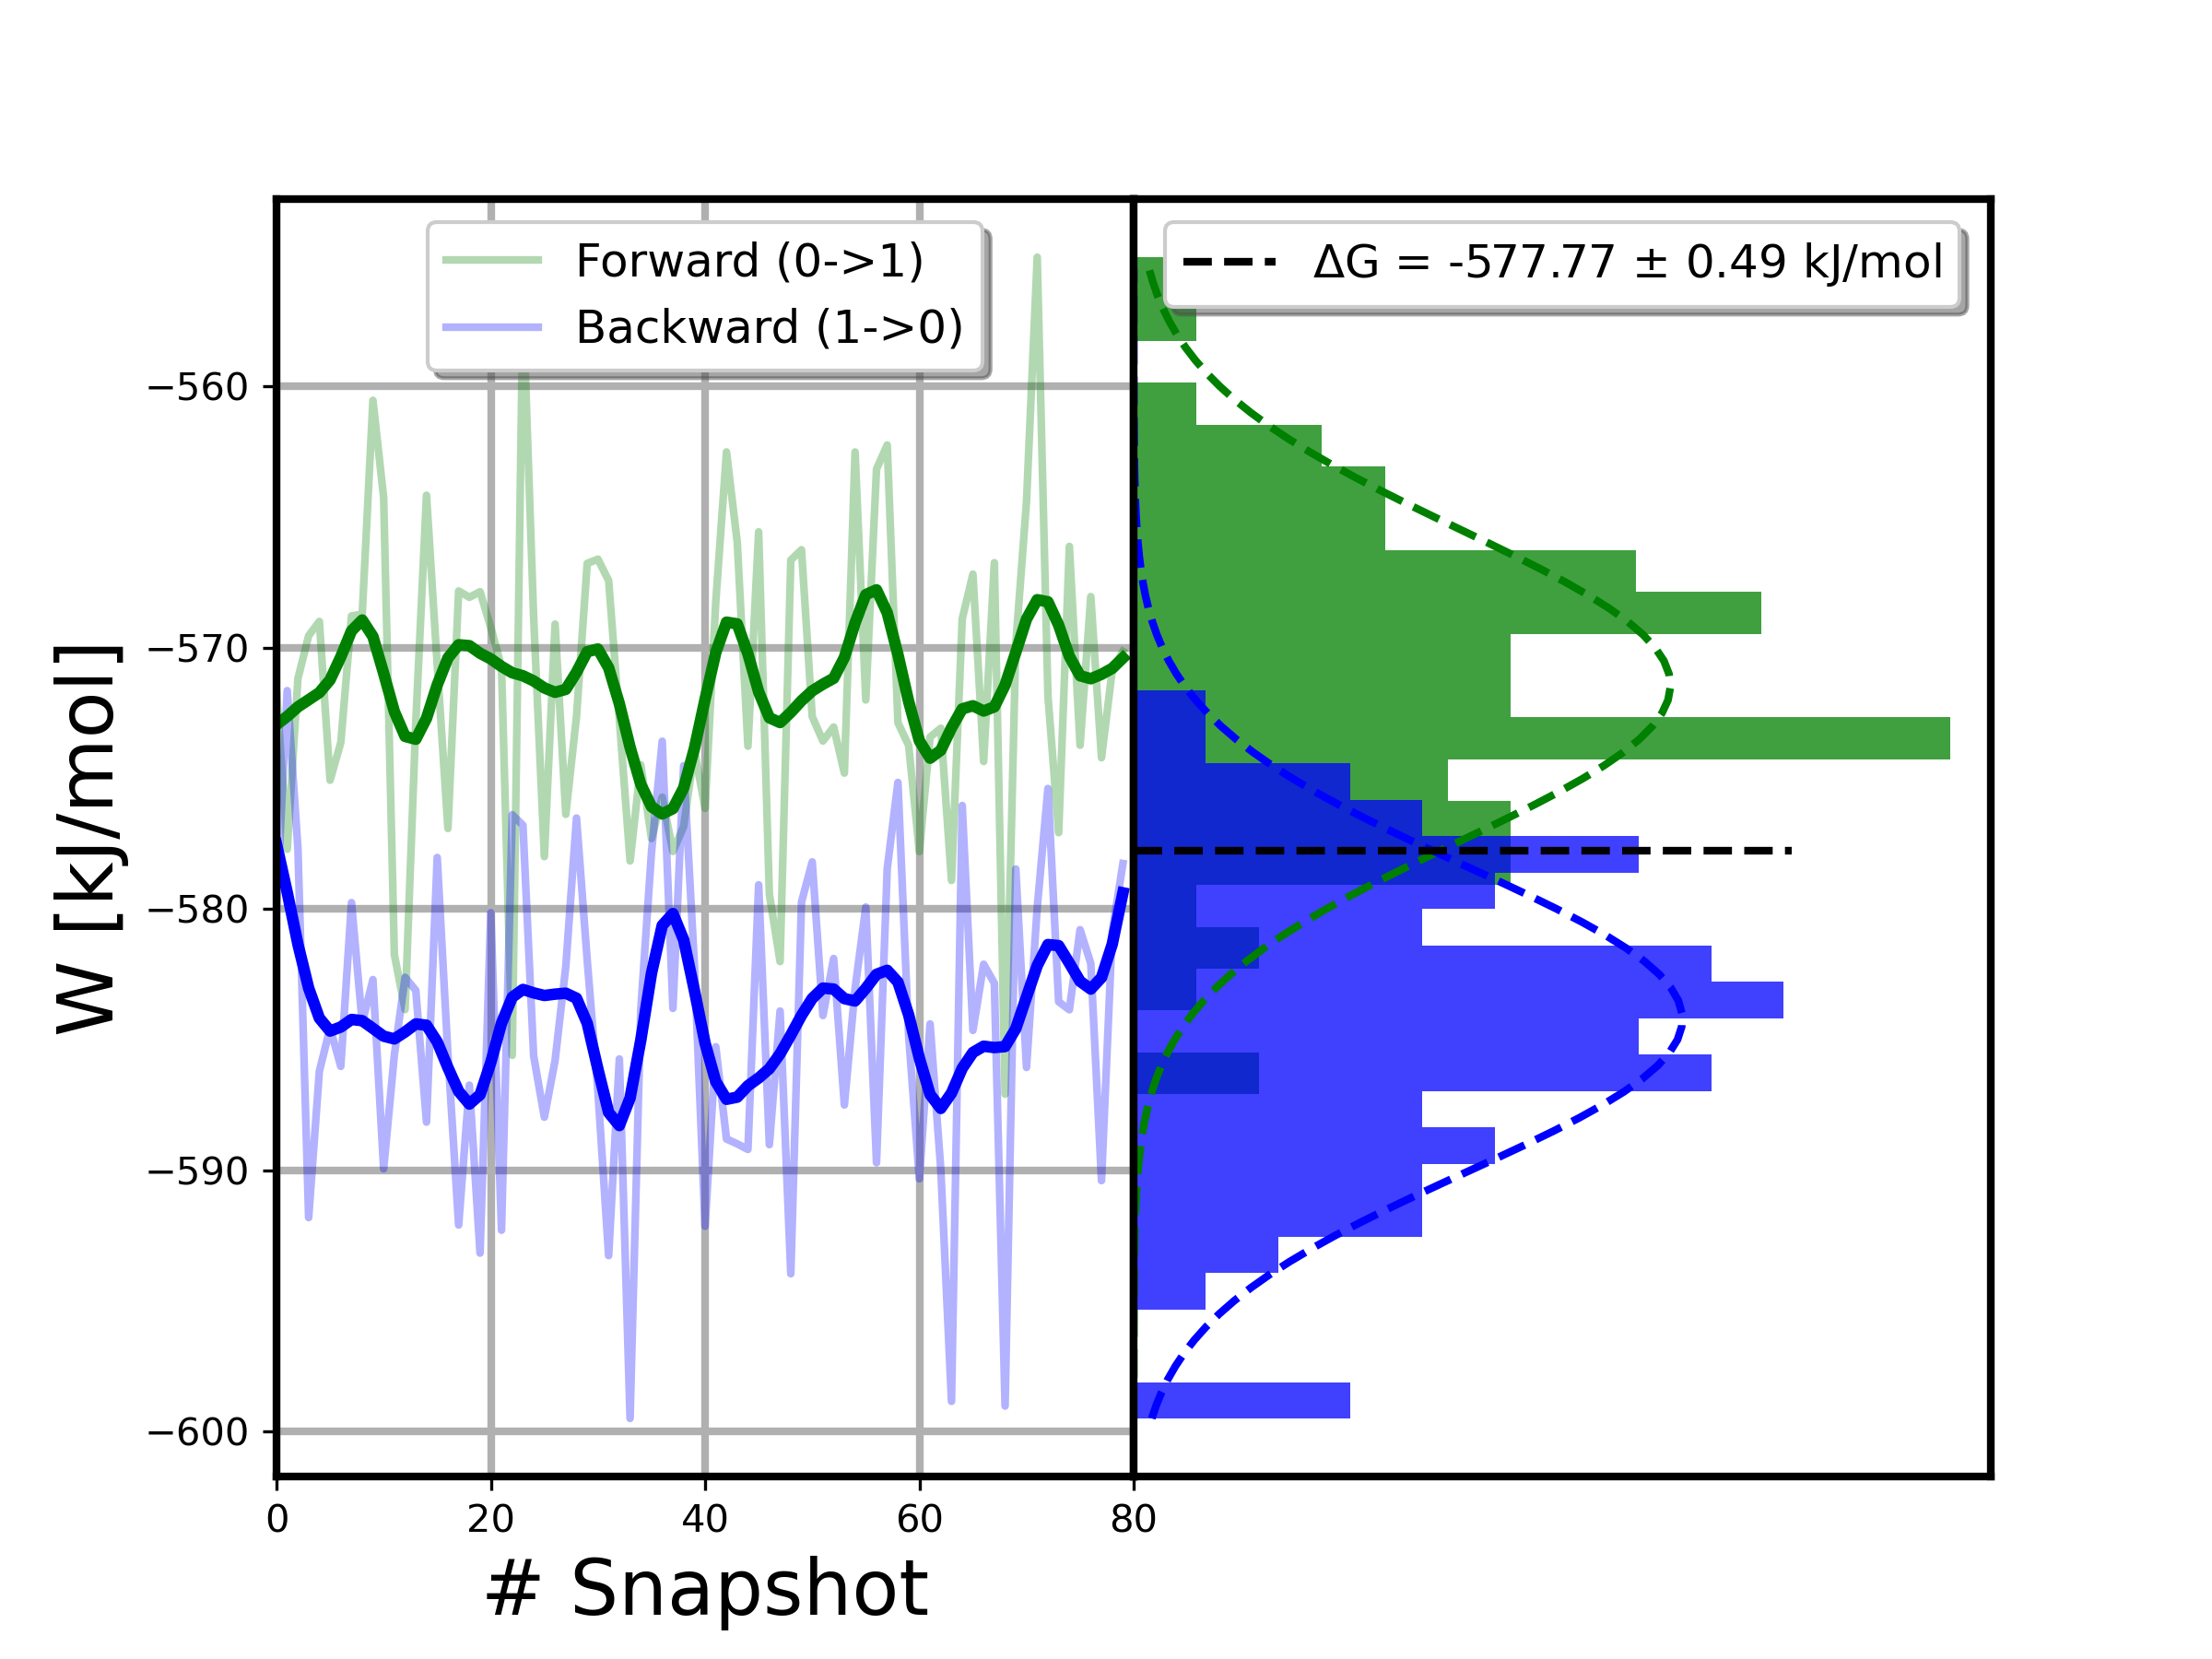 Forward (0->1)
Backward (1->0)
ΔG = -577.77 ± 0.49 kJ/mol
W [kJ/mol]
−560
−570
−580
−590
−600
0 20 40 60 80
# Snapshot